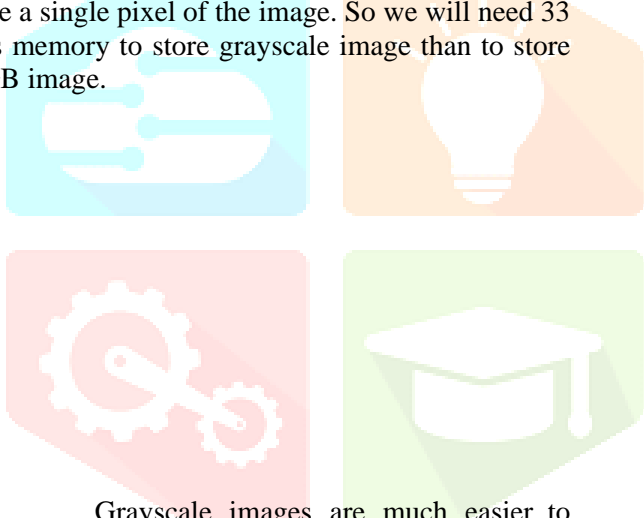 a single pixel of the image. So we will need 33
memory to store grayscale image than to store
B image.
Grayscale images are much easier to